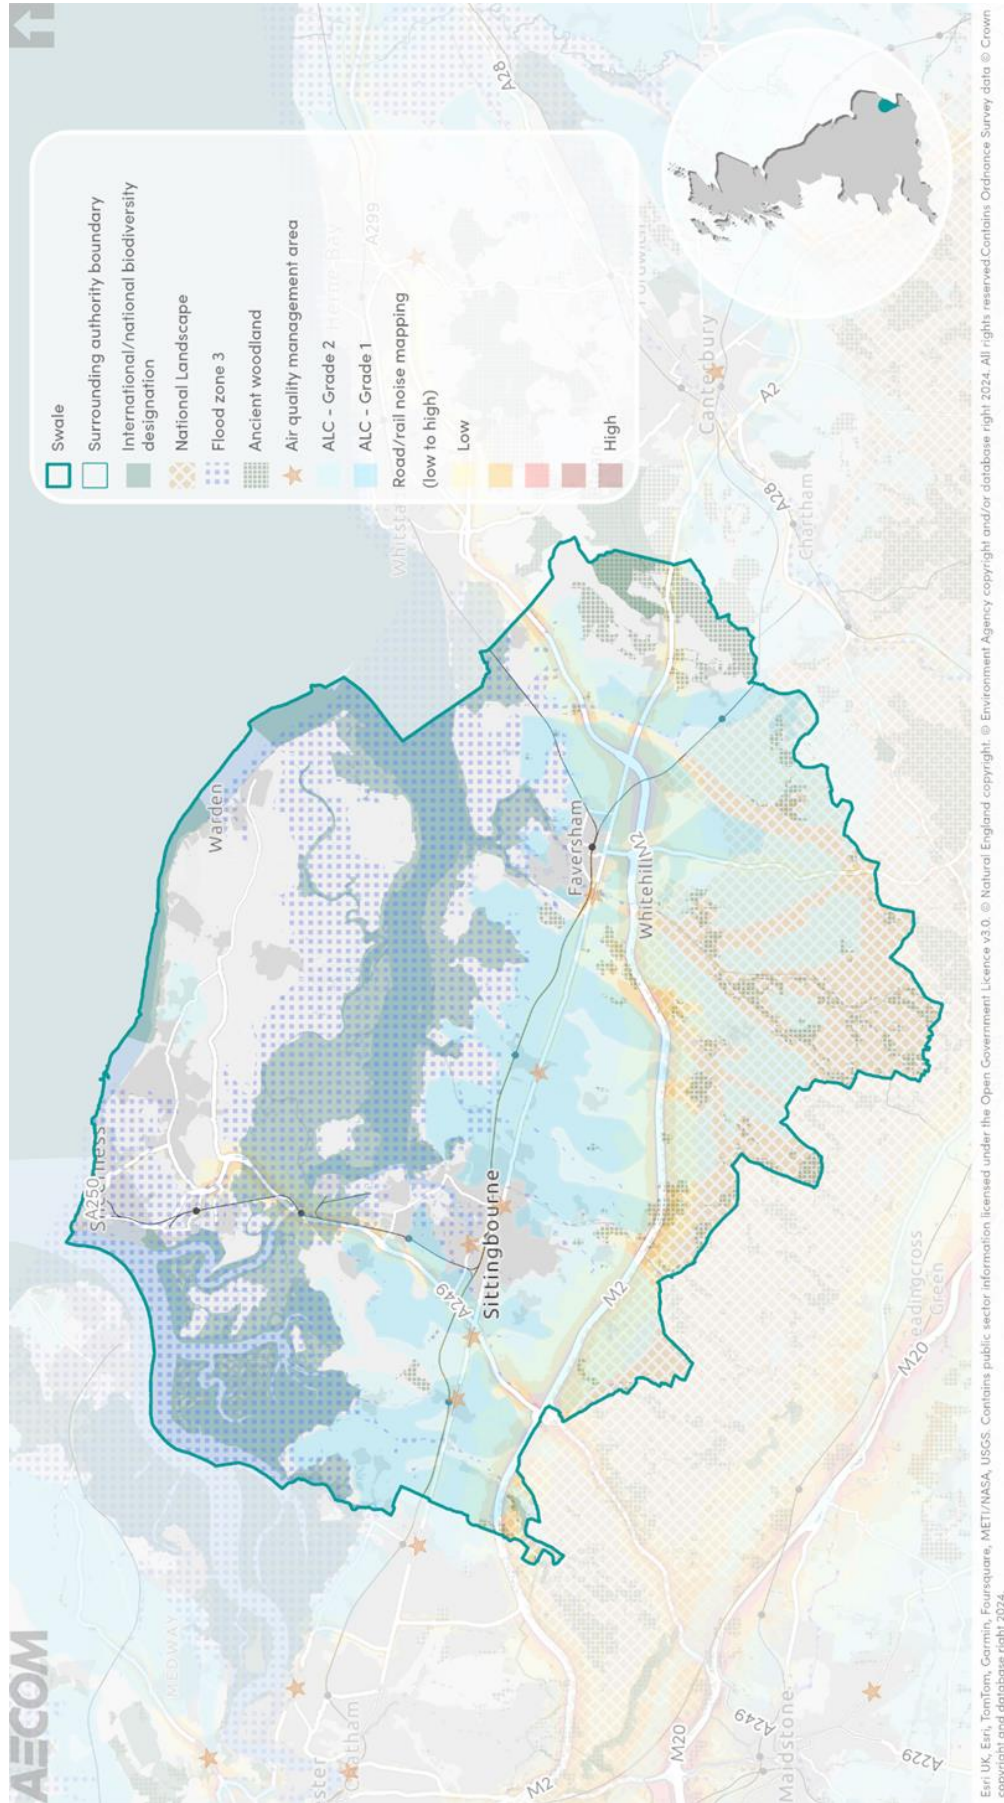 AECOM
Swale
Surrounding authority boundary
International/national biodiversity
designation
National Landscape
Flood zone 3
Ancient woodland
Air quality management area
ALC - Grade 2
ALC - Grade 1
Road/rail noise mapping
(low to high)
Low
High
MEDWAY
A250
Warden
A249
Sittingbourne
Faversham
Whitehill
M2
M2
M2
A299
A28
Canterbury
A2
A28
Chartham
M20
Green
M20
Maidstone
A249
A229
Esri UK, Esri, TomTom, Garmin, Foursquare, METI/NASA, USGS. Contains public sector information licensed under the Open Government Licence v3.0. © Natural England copyright. © Environment Agency copyright and/or database right 2024. All rights reserved.Contains Ordnance Survey data © Crown
copyright and database right 2024.